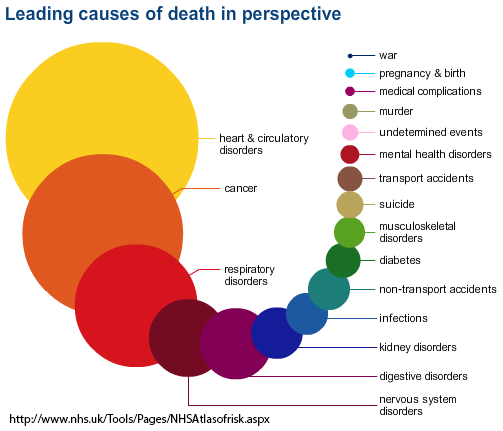 Leading causes of death in perspective
war
pregnancy & birth
medical complications
murder
undetermined events
mental health disorders
transport accidents
suicide
musculoskeletal
disorders
diabetes
non-transport accidents
infections
kidney disorders
digestive disorders
nervous system
disorders
heart & circulatory
disorders
cancer
respiratory
disorders
http://www.nhs.uk/Tools/Pages/NHSAtlasofrisk.aspx